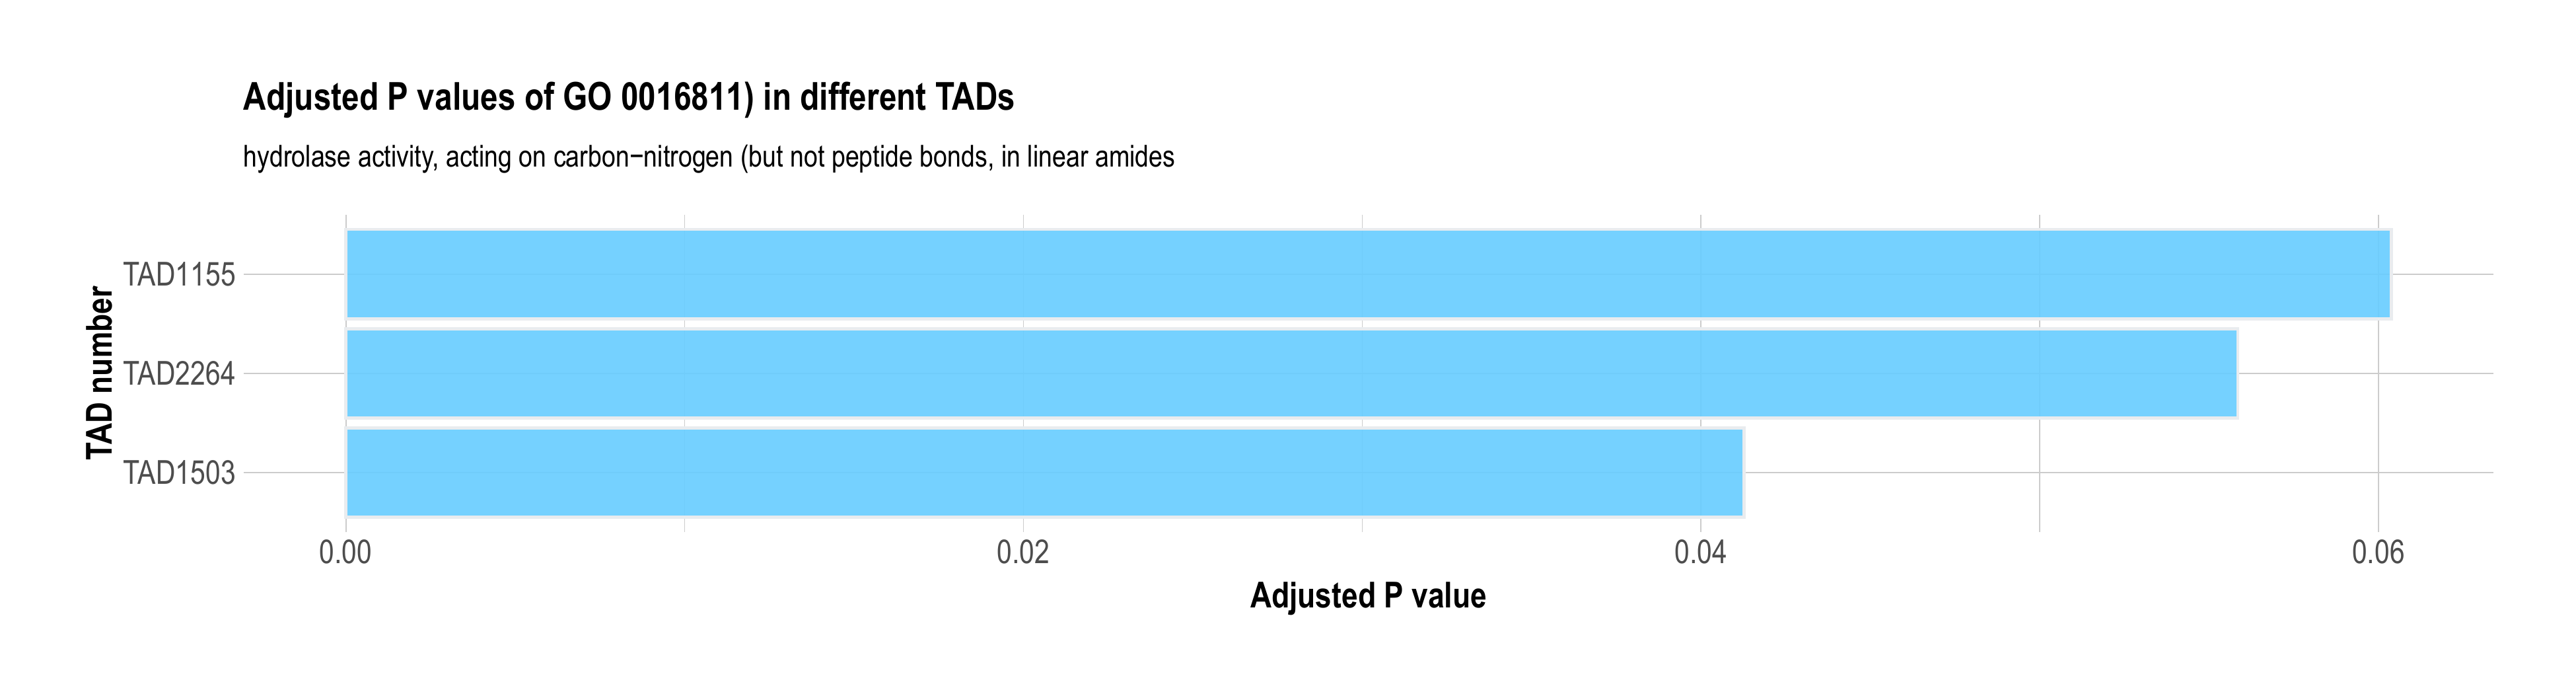 Adjusted P values of GO 0016811) in different TADs
hydrolase activity, acting on carbon−nitrogen (but not peptide bonds, in linear amides
TAD number
TAD1155
TAD2264
TAD1503
0.00 0.02 0.04 0.06
Adjusted P value